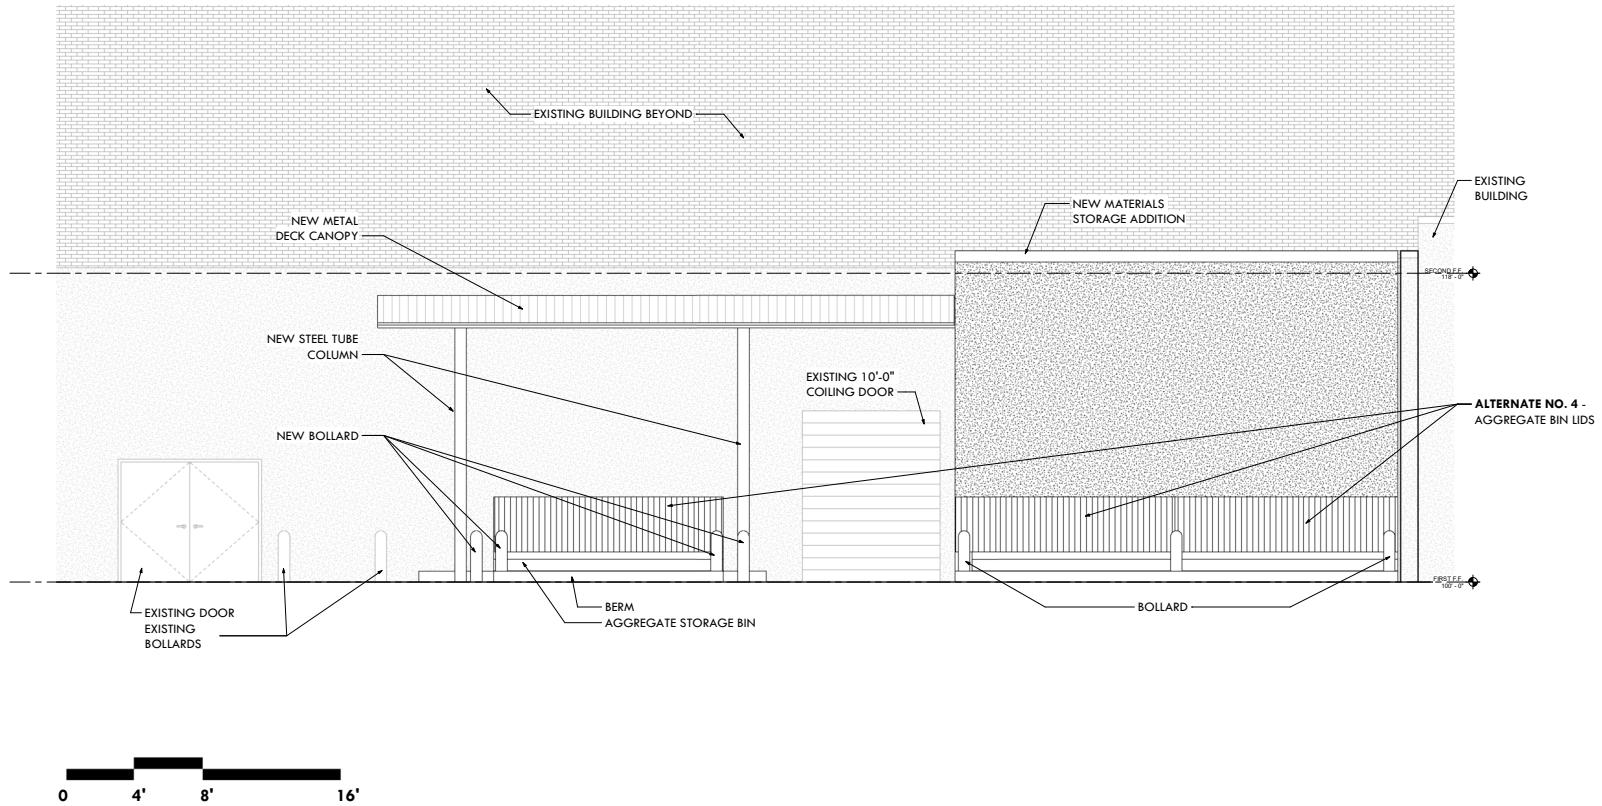 EXISTING BUILDING BEYOND
EXISTING
BUILDING
NEW MATERIALS
STORAGE ADDITION
NEW METAL
DECK CANOPY
SECOND F.F.
118' - 0"
NEW STEEL TUBE
COLUMN
EXISTING 10'-0"
COILING DOOR
ALTERNATE NO. 4 -
AGGREGATE BIN LIDS
NEW BOLLARD
FIRST F.F.
100' - 0"
EXISTING DOOR
EXISTING
BOLLARDS
BERM
AGGREGATE STORAGE BIN
BOLLARD
0 4' 8' 16'